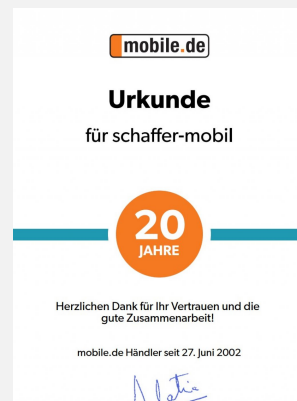 mobile.de
Urkunde
für schaffer-mobil
20
JAHRE
Herzlichen Dank für Ihr Vertrauen und die
gute Zusammenarbeit!
mobile.de Händler seit 27. Juni 2002